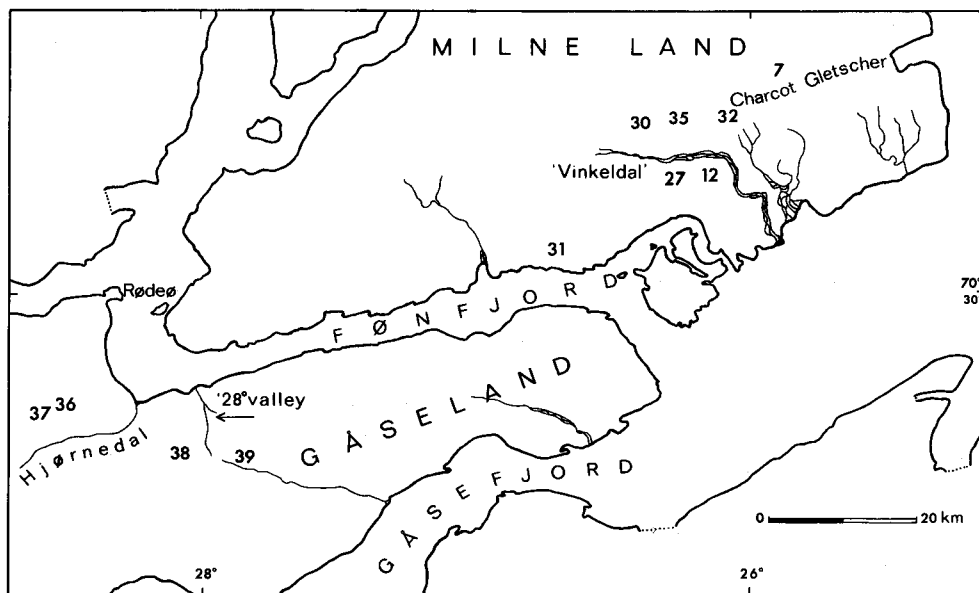 MILNE LAND
7
Charcot Gletscher
30 35 32
'Vinkeldal'
27 12
31
70°
30'
Rødeø
FØNFJORD
'28° valley
37 36
Hjørnedal
38 39
GÅSELAND
GÅSEFJORD
0 20 km
28° 26°